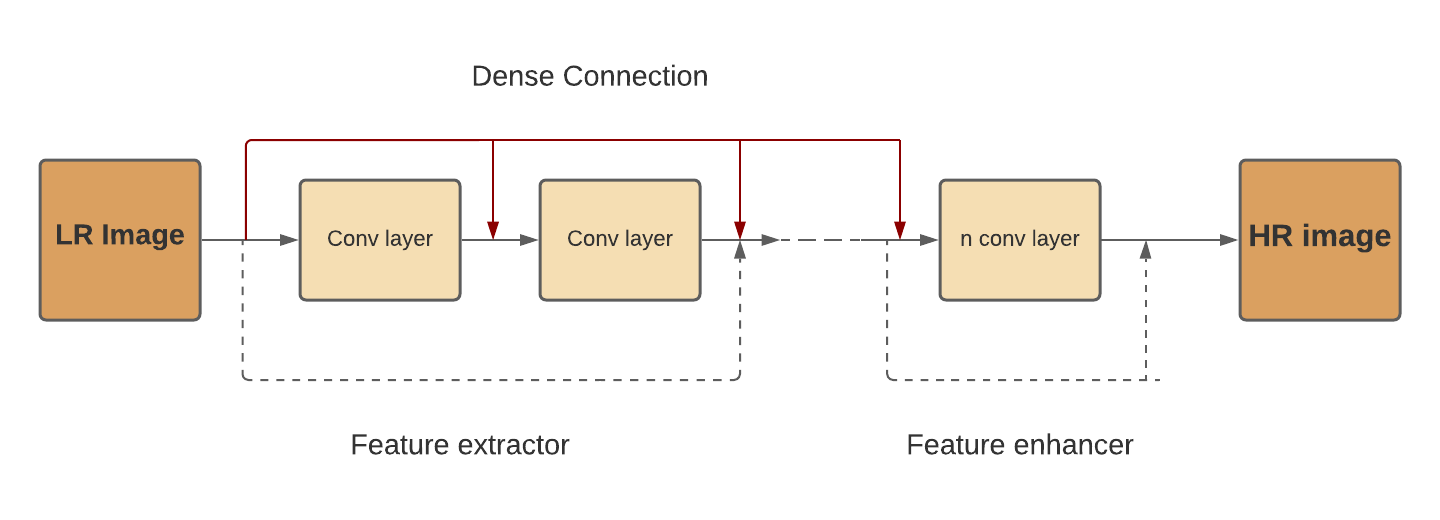 Dense Connection
LR Image
Conv layer
Conv layer
n conv layer
HR image
Feature extractor
Feature enhancer